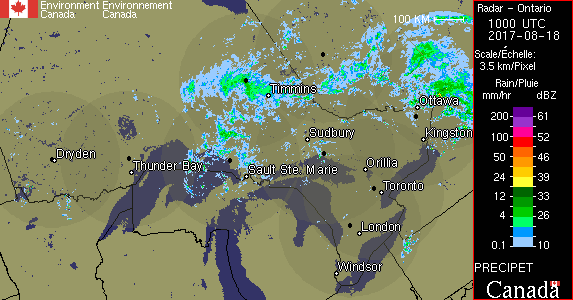 Environment Environnement
Canada Canada
100 KM
Timmins
Ottawa
Sudbury
Kingston
Dryden
Thunder Bay
Sault Ste. Marie
Orillia
Toronto
London
Windsor
Radar - Ontario
1000 UTC
2017-08-18
Scale/Échelle:
3.5 km/Pixel
Rain/Pluie
mm/hr dBZ
200 61
100 52
50 46
24 39
12 33
4 26
0.1 10
PRECIPET
Canada